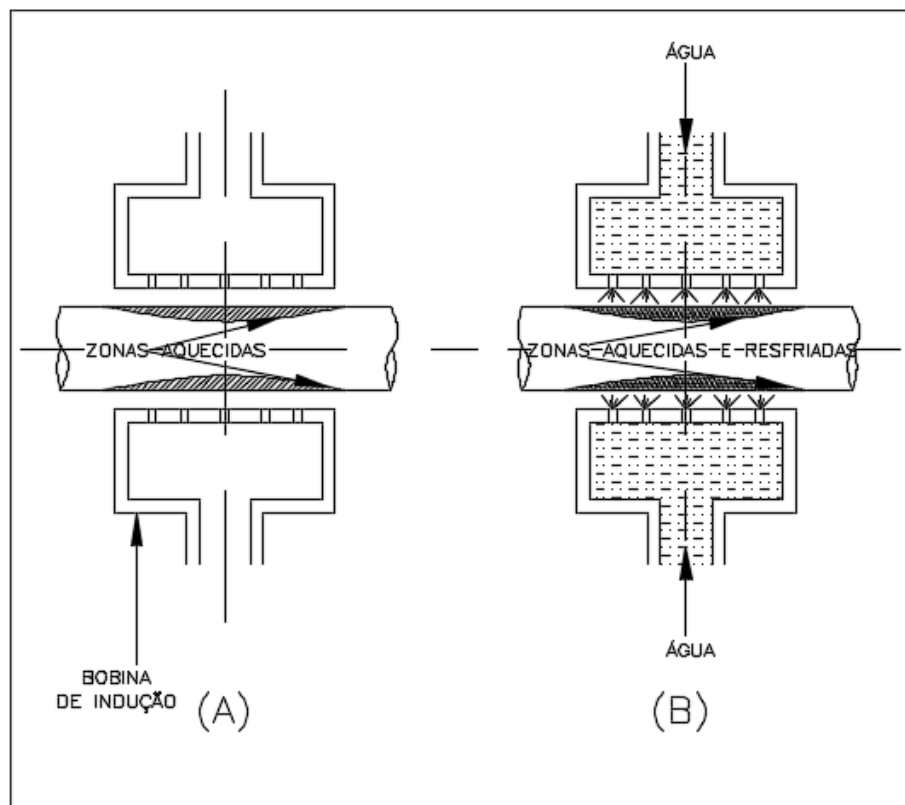 ÁGUA
ZONAS AQUECIDAS
ZONAS AQUECIDAS E RESFRIADAS
BOBINA
DE INDUÇÃO
(A)
ÁGUA
(B)